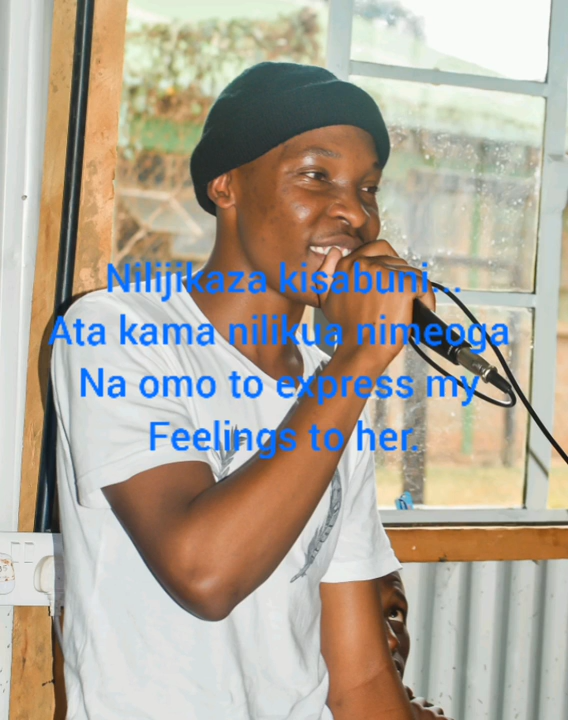 Nilijikaza kisabuni...
Ata kama nilikua nimeoga
Na omo to express my
Feelings to her.